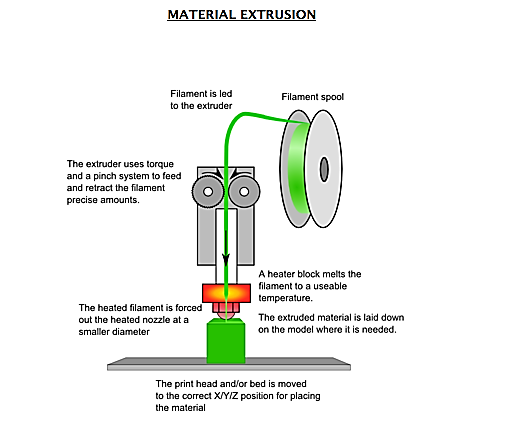 MATERIAL EXTRUSION
Filament is led
to the extruder
Filament spool
The extruder uses torque
and a pinch system to feed
and retract the filament
precise amounts.
A heater block melts the
filament to a useable
temperature.
The heated filament is forced
out the heated nozzle at a
smaller diameter
The extruded material is laid down
on the model where it is needed.
The print head and/or bed is moved
to the correct X/Y/Z position for placing
the material